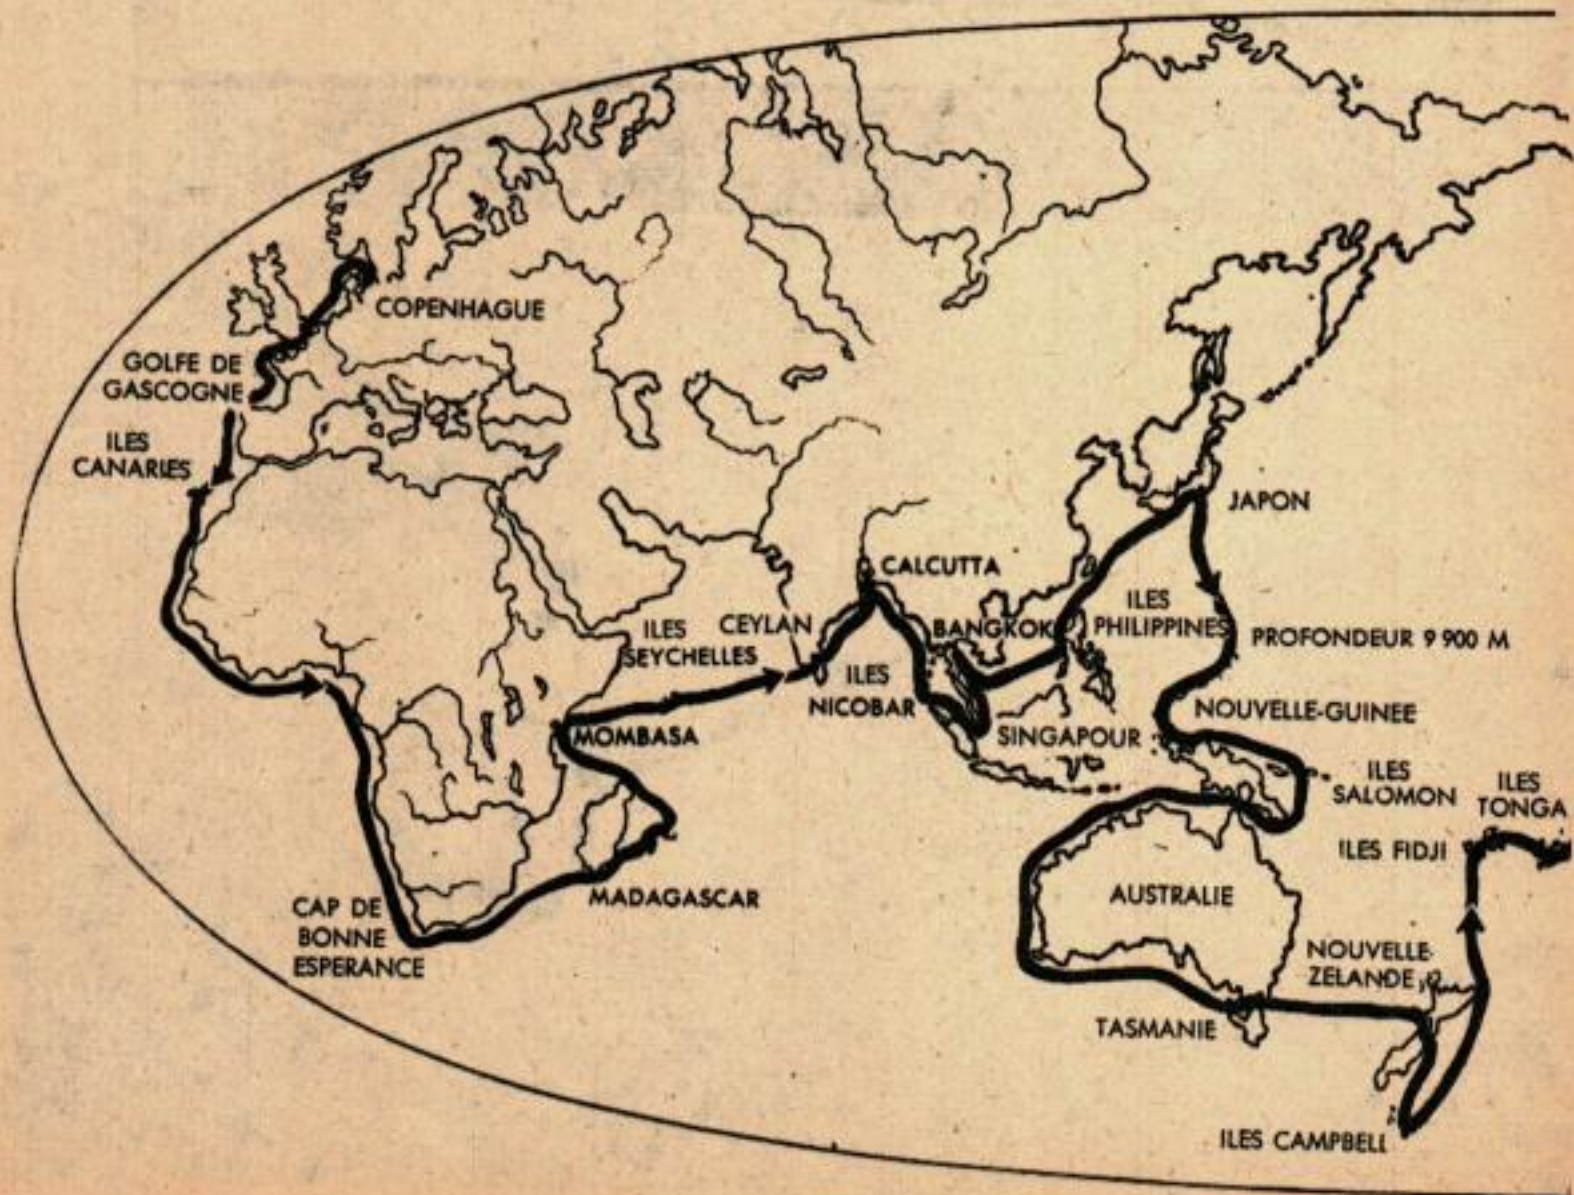 COPENHAGUE
GOLFE DE
GASCOGNE
ILES
CANARIES
JAPON
CALCUTTA
ILES
PHILIPPINES
BANGKOK
ILES
SEYCHELLES
CEYLAN
PROFONDEUR 9 900 M
ILES
NICOBAR
NOUVELLE-GUINEE
MOMBASA
SINGAPOUR
ILES
SALOMON
ILES
TONGA
ILES FIDJI
MADAGASCAR
AUSTRALIE
CAP DE
BONNE
ESPERANCE
NOUVELLE-
ZELANDE
TASMANIE
ILES CAMPBELL